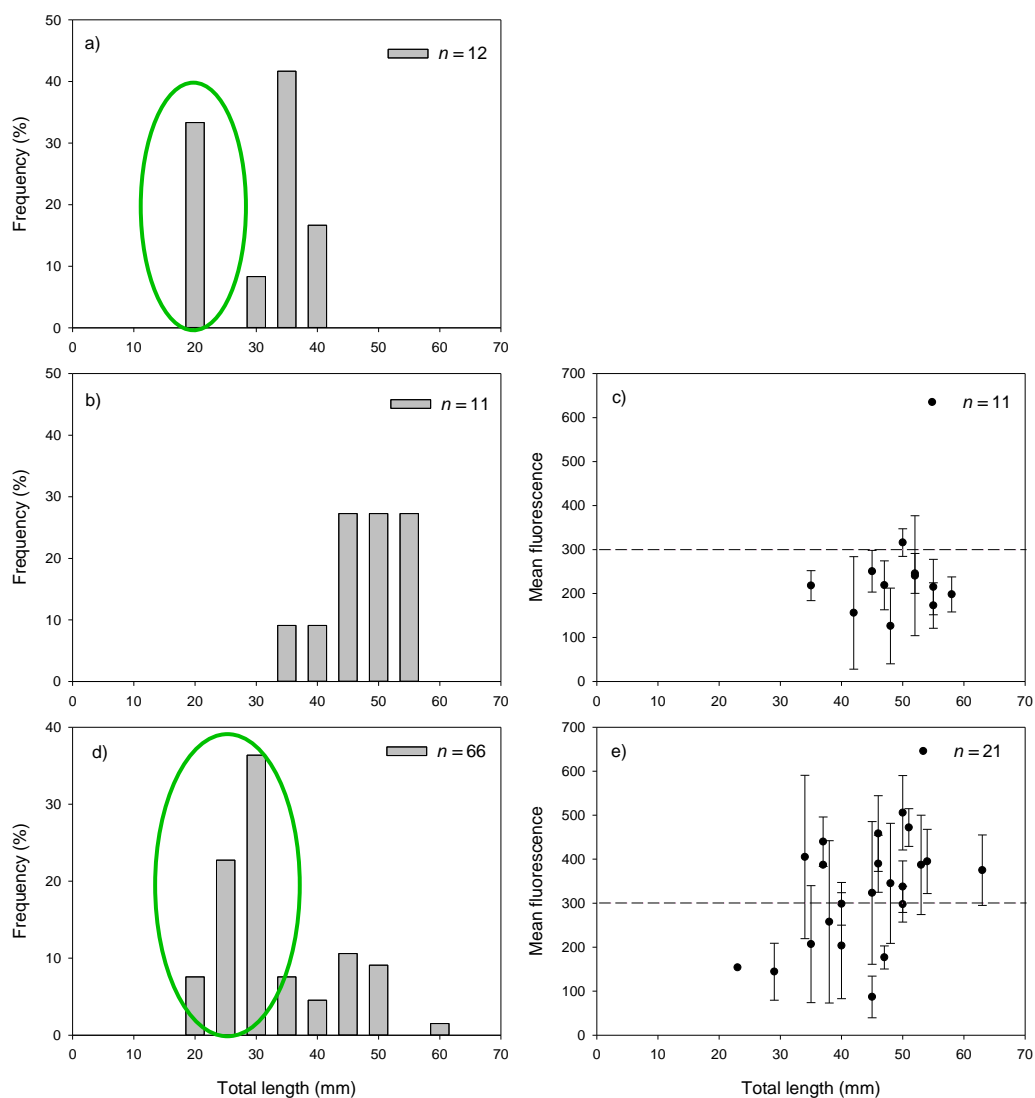 a)
n = 12
Frequency (%)
50
40
30
20
10
0
0 10 20 30 40 50 60 70
b)
n = 11
Frequency (%)
50
40
30
20
10
0
0 10 20 30 40 50 60 70
c)
n = 11
Mean fluorescence
700
600
500
400
300
200
100
0
0 10 20 30 40 50 60 70
d)
n = 66
Frequency (%)
40
30
20
10
0
0 10 20 30 40 50 60 70
Total length (mm)
e)
n = 21
Mean fluorescence
700
600
500
400
300
200
100
0
0 10 20 30 40 50 60 70
Total length (mm)